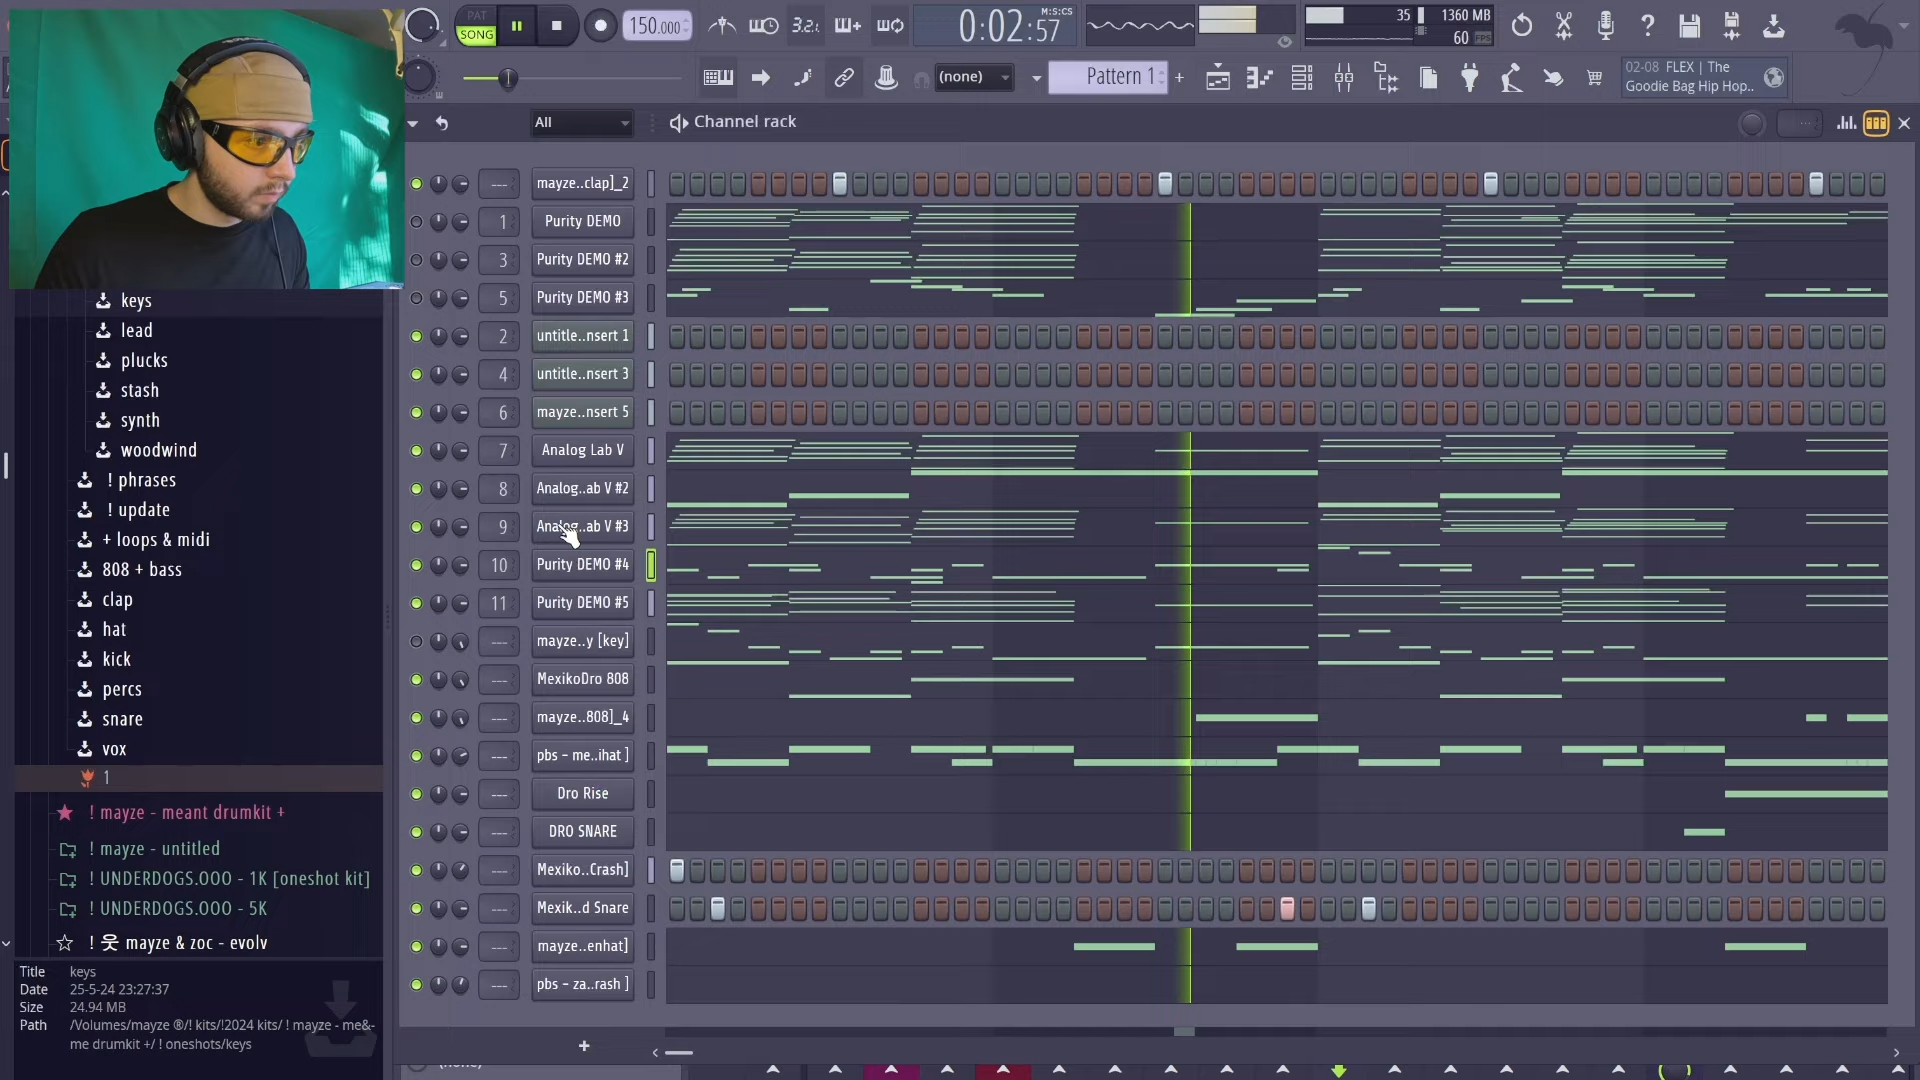 PAT
SONG
150.000
3.2.
0:02:57
M:S:CS
35
1360 MB
60
FPS
(none)
Pattern 1
02-08 FLEX | The
Goodie Bag Hip Hop..
All
Channel rack
mayze..clap]_2
1
Purity DEMO
3
Purity DEMO #2
5
Purity DEMO #3
2
untitle..nsert 1
4
untitle..nsert 3
6
mayze..nsert 5
7
Analog Lab V
8
Analog..ab V #2
9
Analog..ab V #3
10
Purity DEMO #4
11
Purity DEMO #5
mayze..y [key]
MexikoDro 808
mayze..808]_4
pbs - me..ihat ]
Dro Rise
DRO SNARE
Mexiko..Crash]
Mexik..d Snare
mayze..enhat]
pbs - za..rash ]
keys
lead
plucks
stash
synth
woodwind
! phrases
! update
+ loops & midi
808 + bass
clap
hat
kick
percs
snare
vox
1
! mayze - meant drumkit +
! mayze - untitled
! UNDERDOGS.OOO - 1K [oneshot kit]
! UNDERDOGS.OOO - 5K
! 웃 mayze & zoc - evolv
Title keys
Date 25-5-24 23:27:37
Size 24.94 MB
Path /Volumes/mayze ®/! kits/!2024 kits/ ! mayze - me&-
me drumkit +/ ! oneshots/keys